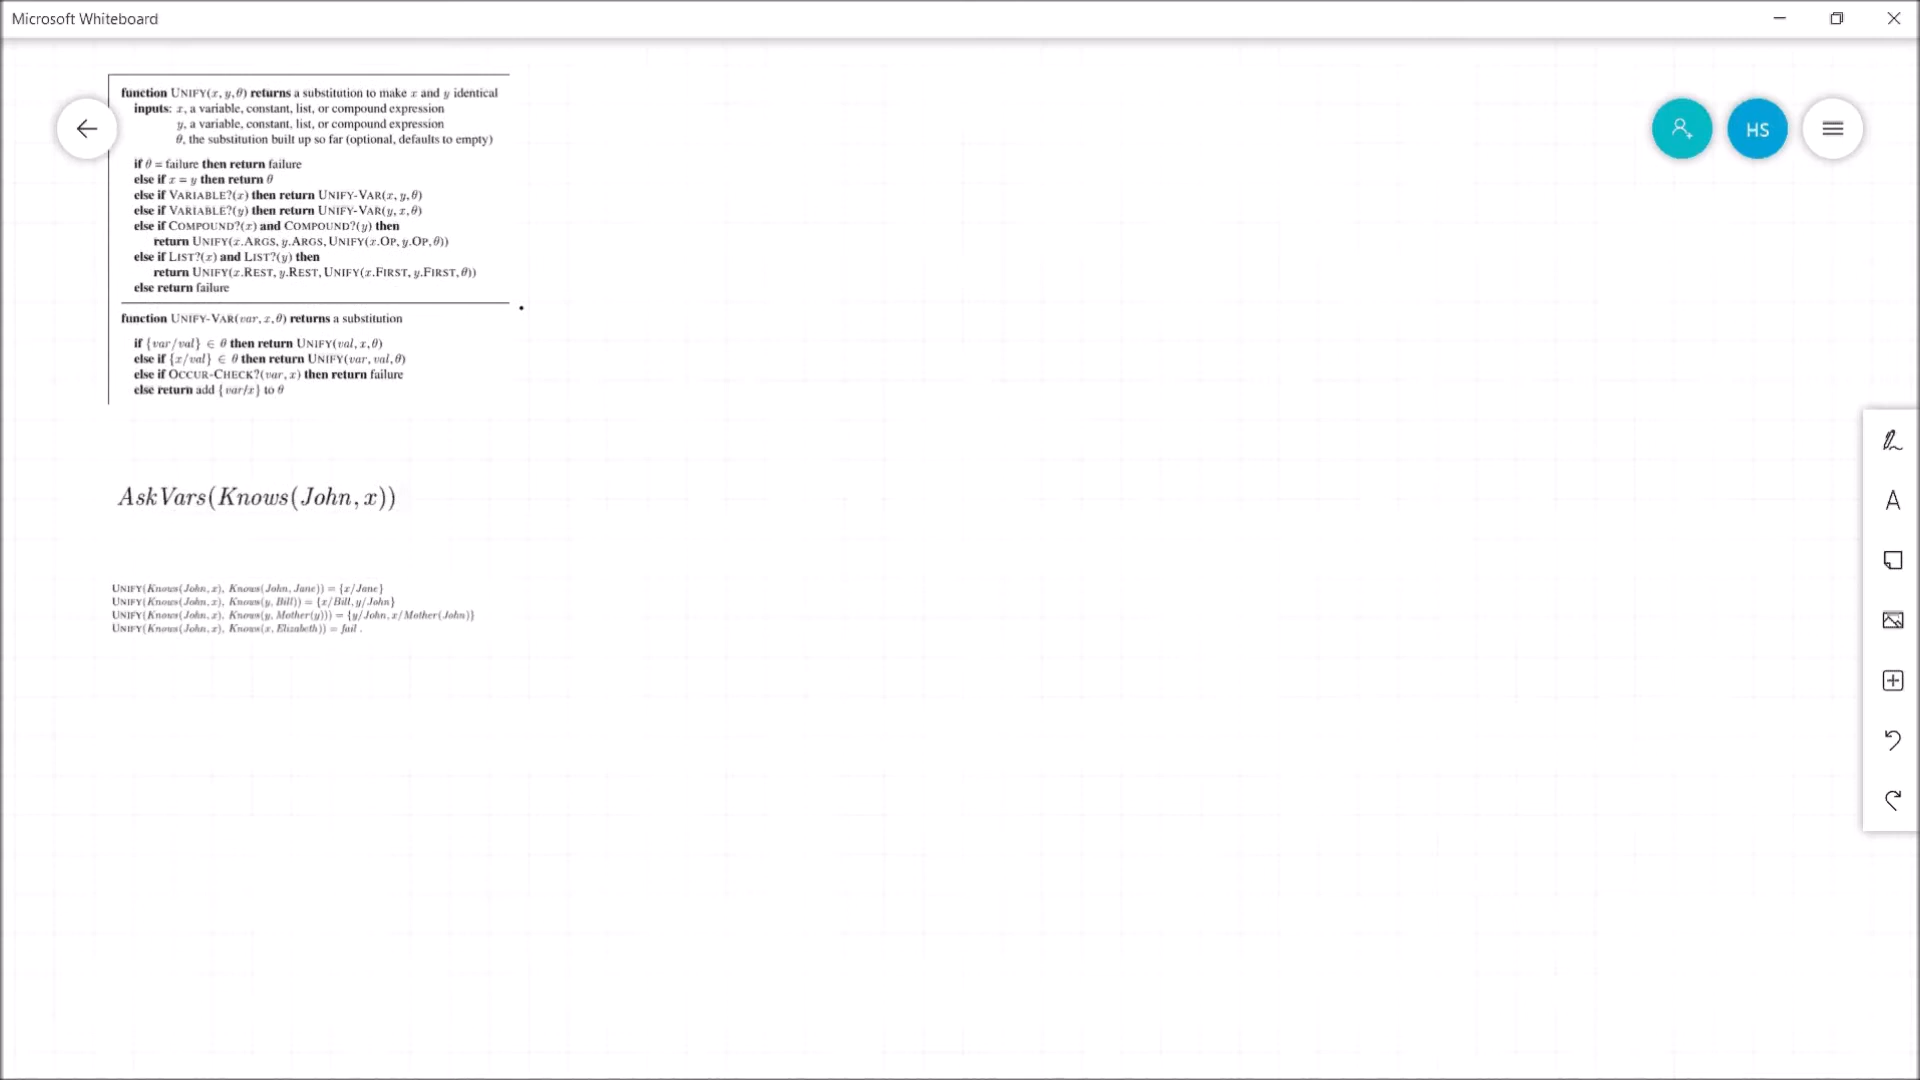 Microsoft Whiteboard
function UNIFY(x, y, θ) returns a substitution to make x and y identical
inputs: x, a variable, constant, list, or compound expression
y, a variable, constant, list, or compound expression
θ, the substitution built up so far (optional, defaults to empty)
if θ = failure then return failure
else if x = y then return θ
else if VARIABLE?(x) then return UNIFY-VAR(x, y, θ)
else if VARIABLE?(y) then return UNIFY-VAR(y, x, θ)
else if COMPOUND?(x) and COMPOUND?(y) then
return UNIFY(x.ARGS, y.ARGS, UNIFY(x.OP, y.OP, θ))
else if LIST?(x) and LIST?(y) then
return UNIFY(x.REST, y.REST, UNIFY(x.FIRST, y.FIRST, θ))
else return failure
function UNIFY-VAR(var, x, θ) returns a substitution
if {var/val} ∈ θ then return UNIFY(val, x, θ)
else if {x/val} ∈ θ then return UNIFY(var, val, θ)
else if OCCUR-CHECK?(var, x) then return failure
else return add {var/x} to θ
HS
AskVars(Knows(John, x))
UNIFY(Knows(John, x), Knows(John, Jane)) = {x/Jane}
UNIFY(Knows(John, x), Knows(y, Bill)) = {x/Bill, y/John}
UNIFY(Knows(John, x), Knows(y, Mother(y))) = {y/John, x/Mother(John)}
UNIFY(Knows(John, x), Knows(x, Elizabeth)) = fail .